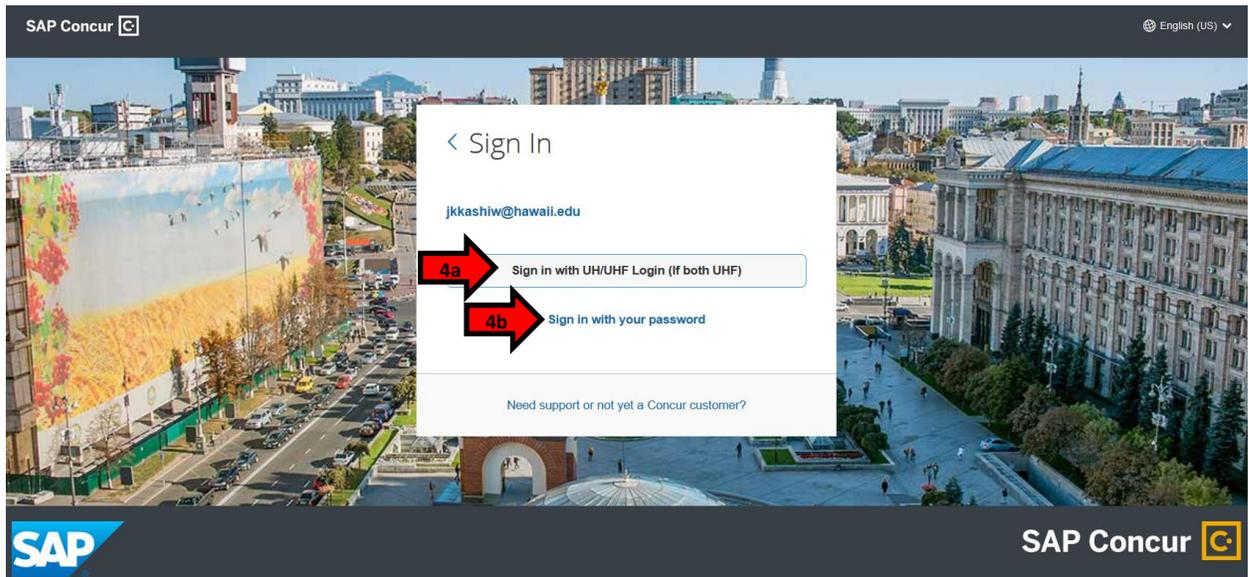 SAP Concur C
English (US)
< Sign In
jkkashiw@hawaii.edu
4a
Sign in with UH/UHF Login (If both UHF)
4b
Sign in with your password
Need support or not yet a Concur customer?
SAP
SAP Concur C